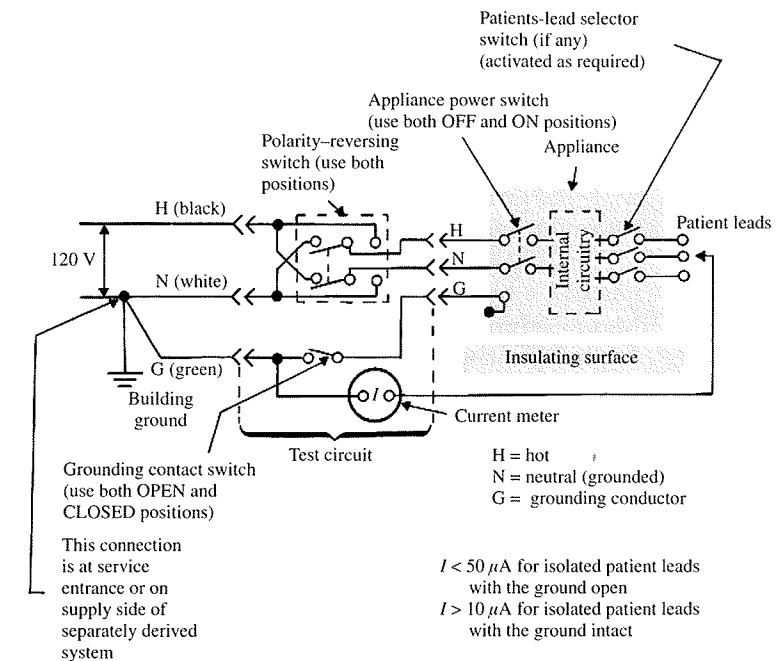 Patients-lead selector
switch (if any)
(activated as required)
Appliance power switch
(use both OFF and ON positions)
Appliance
Polarity–reversing
switch (use both
positions)
H (black)
H
Patient leads
120 V
N
Internal
circuitry
N (white)
G
Insulating surface
G (green)
Building
ground
I
Current meter
Test circuit
Grounding contact switch
(use both OPEN and
CLOSED positions)
H = hot
N = neutral (grounded)
G = grounding conductor
This connection
is at service
entrance or on
supply side of
separately derived
system
I < 50 μA for isolated patient leads
with the ground open
I > 10 μA for isolated patient leads
with the ground intact